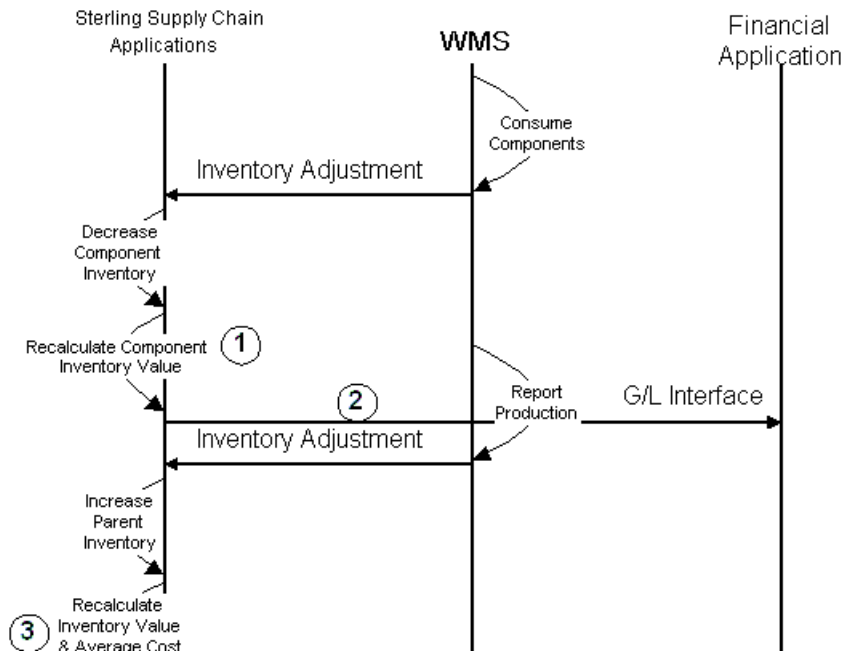 Sterling Supply Chain
Applications
WMS
Financial
Application
Consume
Components
Inventory Adjustment
Decrease
Component
Inventory
Recalculate Component
Inventory Value
1
2
Report
Production
G/L Interface
Inventory Adjustment
Increase
Parent
Inventory
3
Recalculate
Inventory Value
& Average Cost